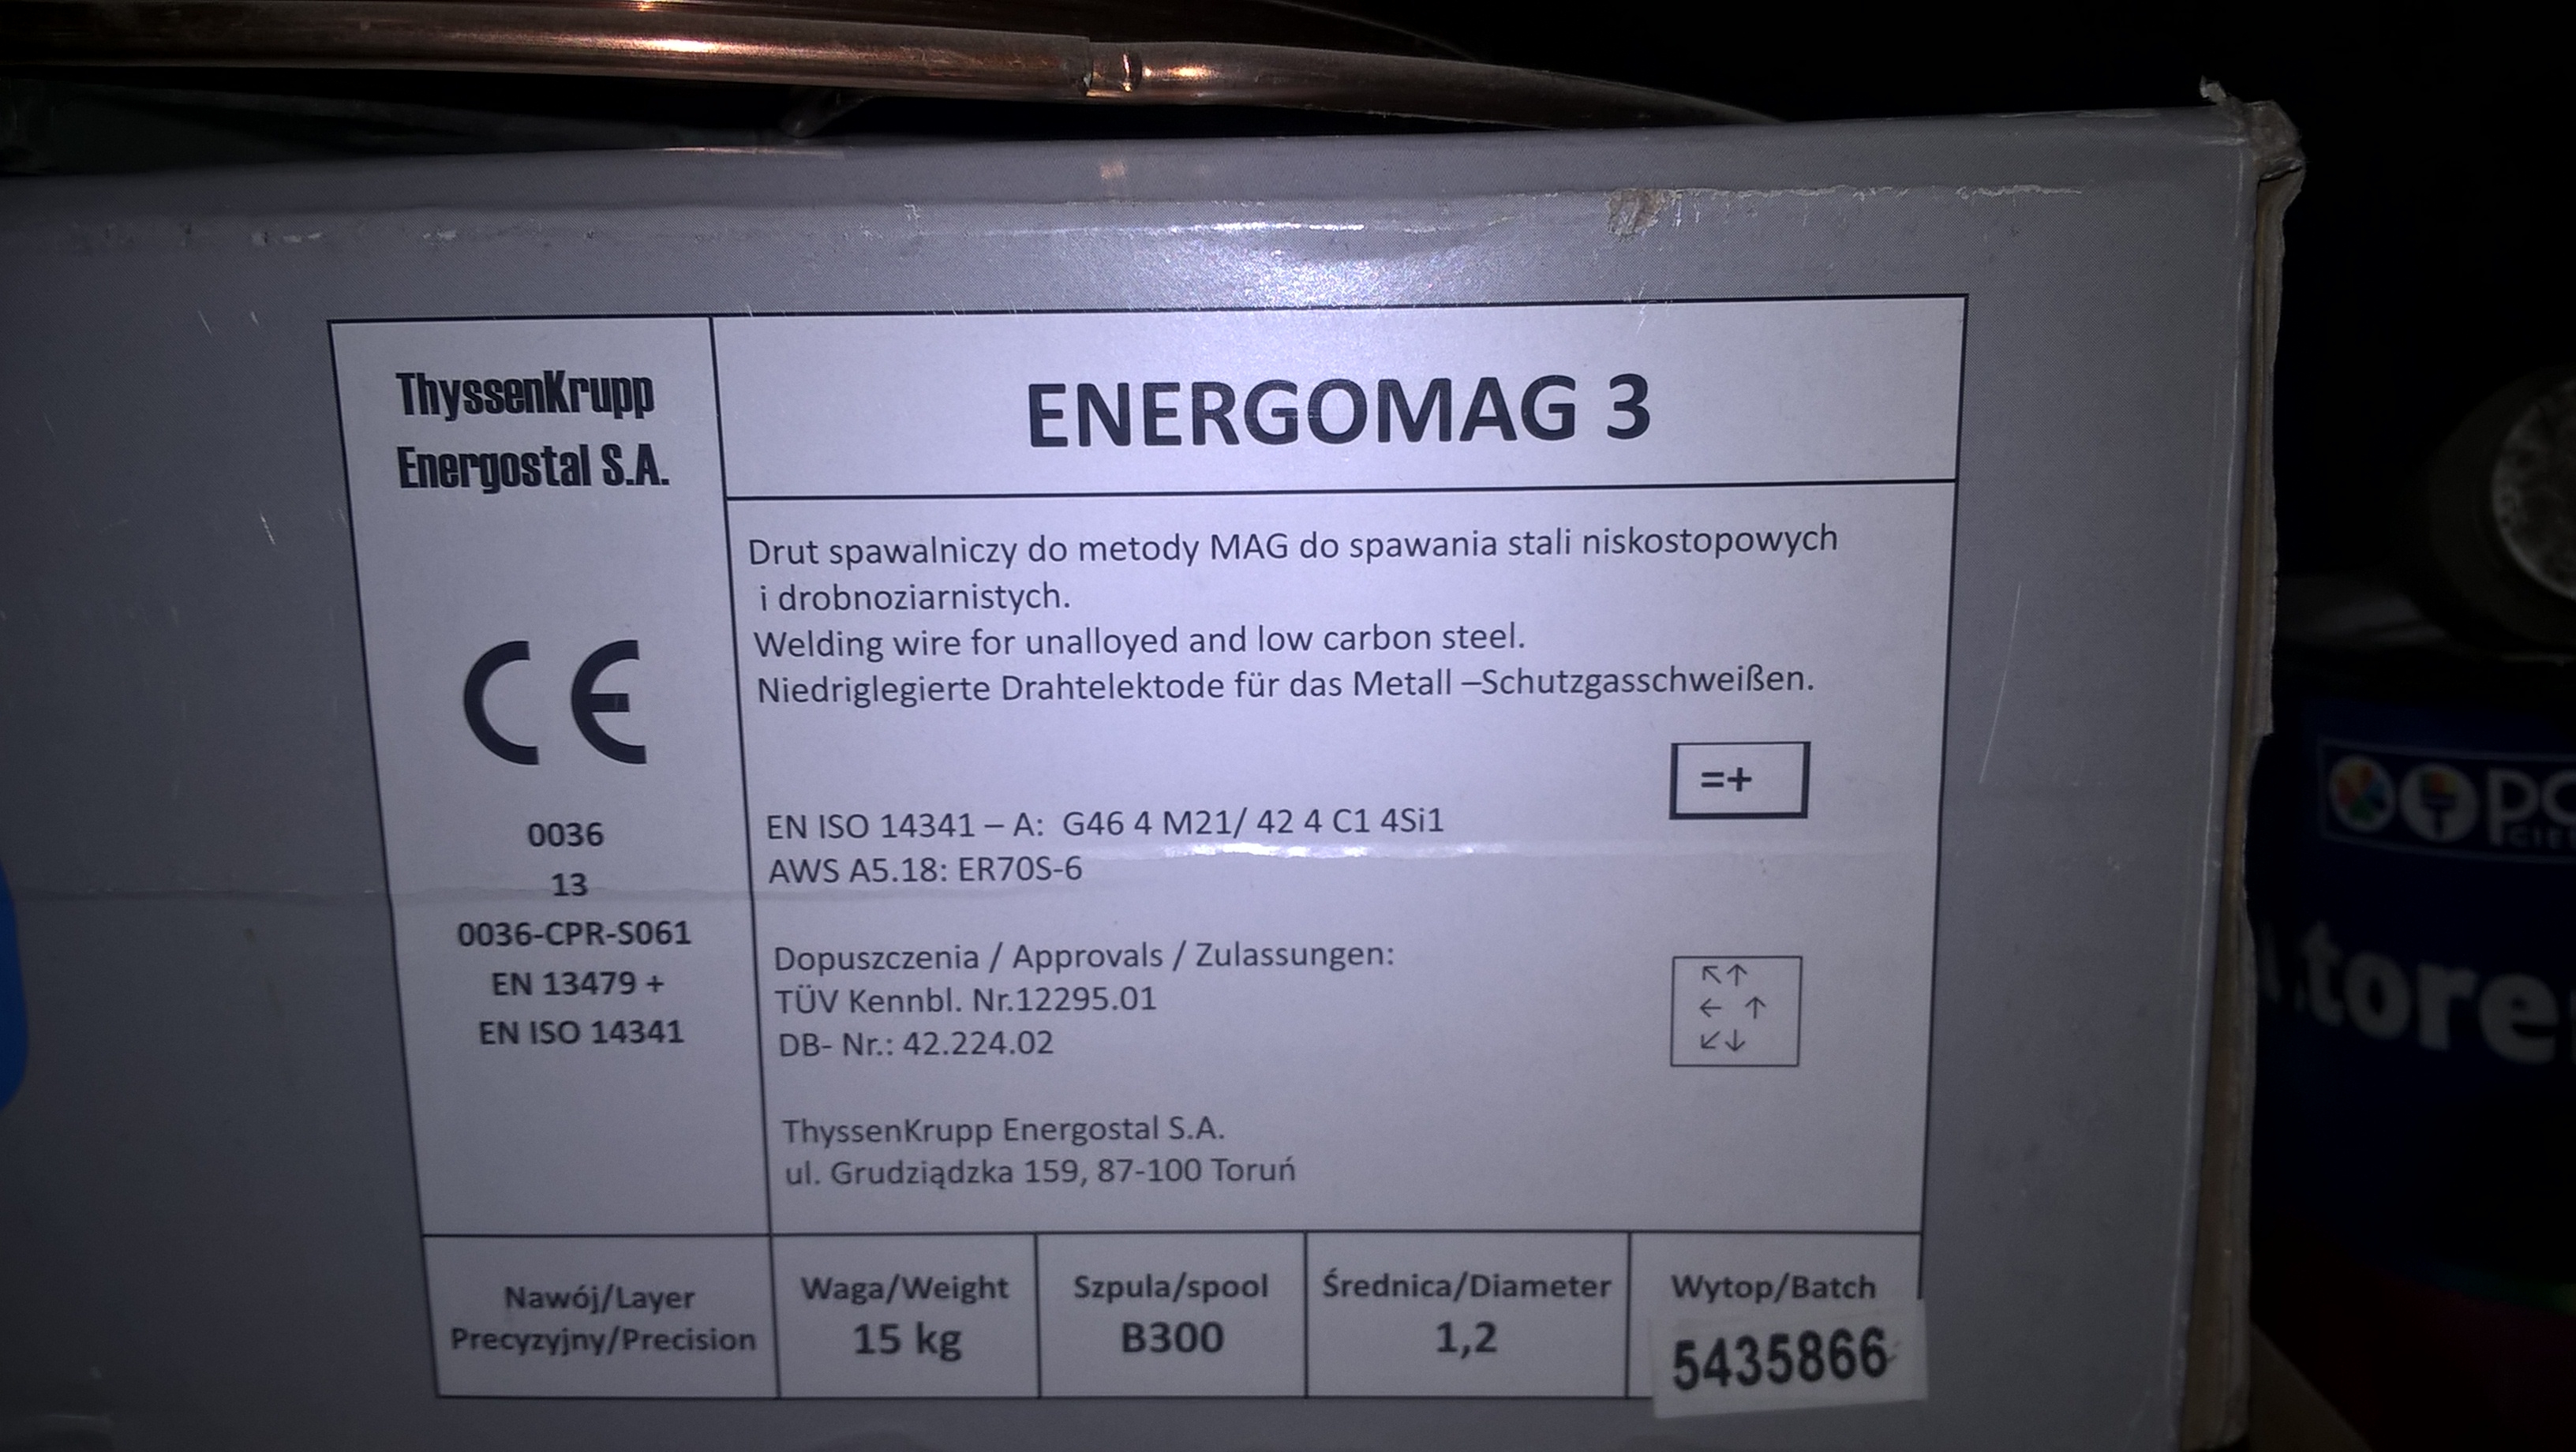 ThyssenKrupp
Energostal S.A.
0036
13
0036-CPR-S061
EN 13479 +
EN ISO 14341
ENERGOMAG 3
Drut spawalniczy do metody MAG do spawania stali niskostopowych
i drobnoziarnistych.
Welding wire for unalloyed and low carbon steel.
Niedriglegierte Drahtelektode für das Metall –Schutzgasschweißen.
=+
EN ISO 14341 – A: G46 4 M21/ 42 4 C1 4Si1
AWS A5.18: ER70S-6
Dopuszczenia / Approvals / Zulassungen:
TÜV Kennbl. Nr.12295.01
DB- Nr.: 42.224.02
ThyssenKrupp Energostal S.A.
ul. Grudziądzka 159, 87-100 Toruń
Nawój/Layer
Precyzyjny/Precision
Waga/Weight
15 kg
Szpula/spool
B300
Średnica/Diameter
1,2
Wytop/Batch
5435866